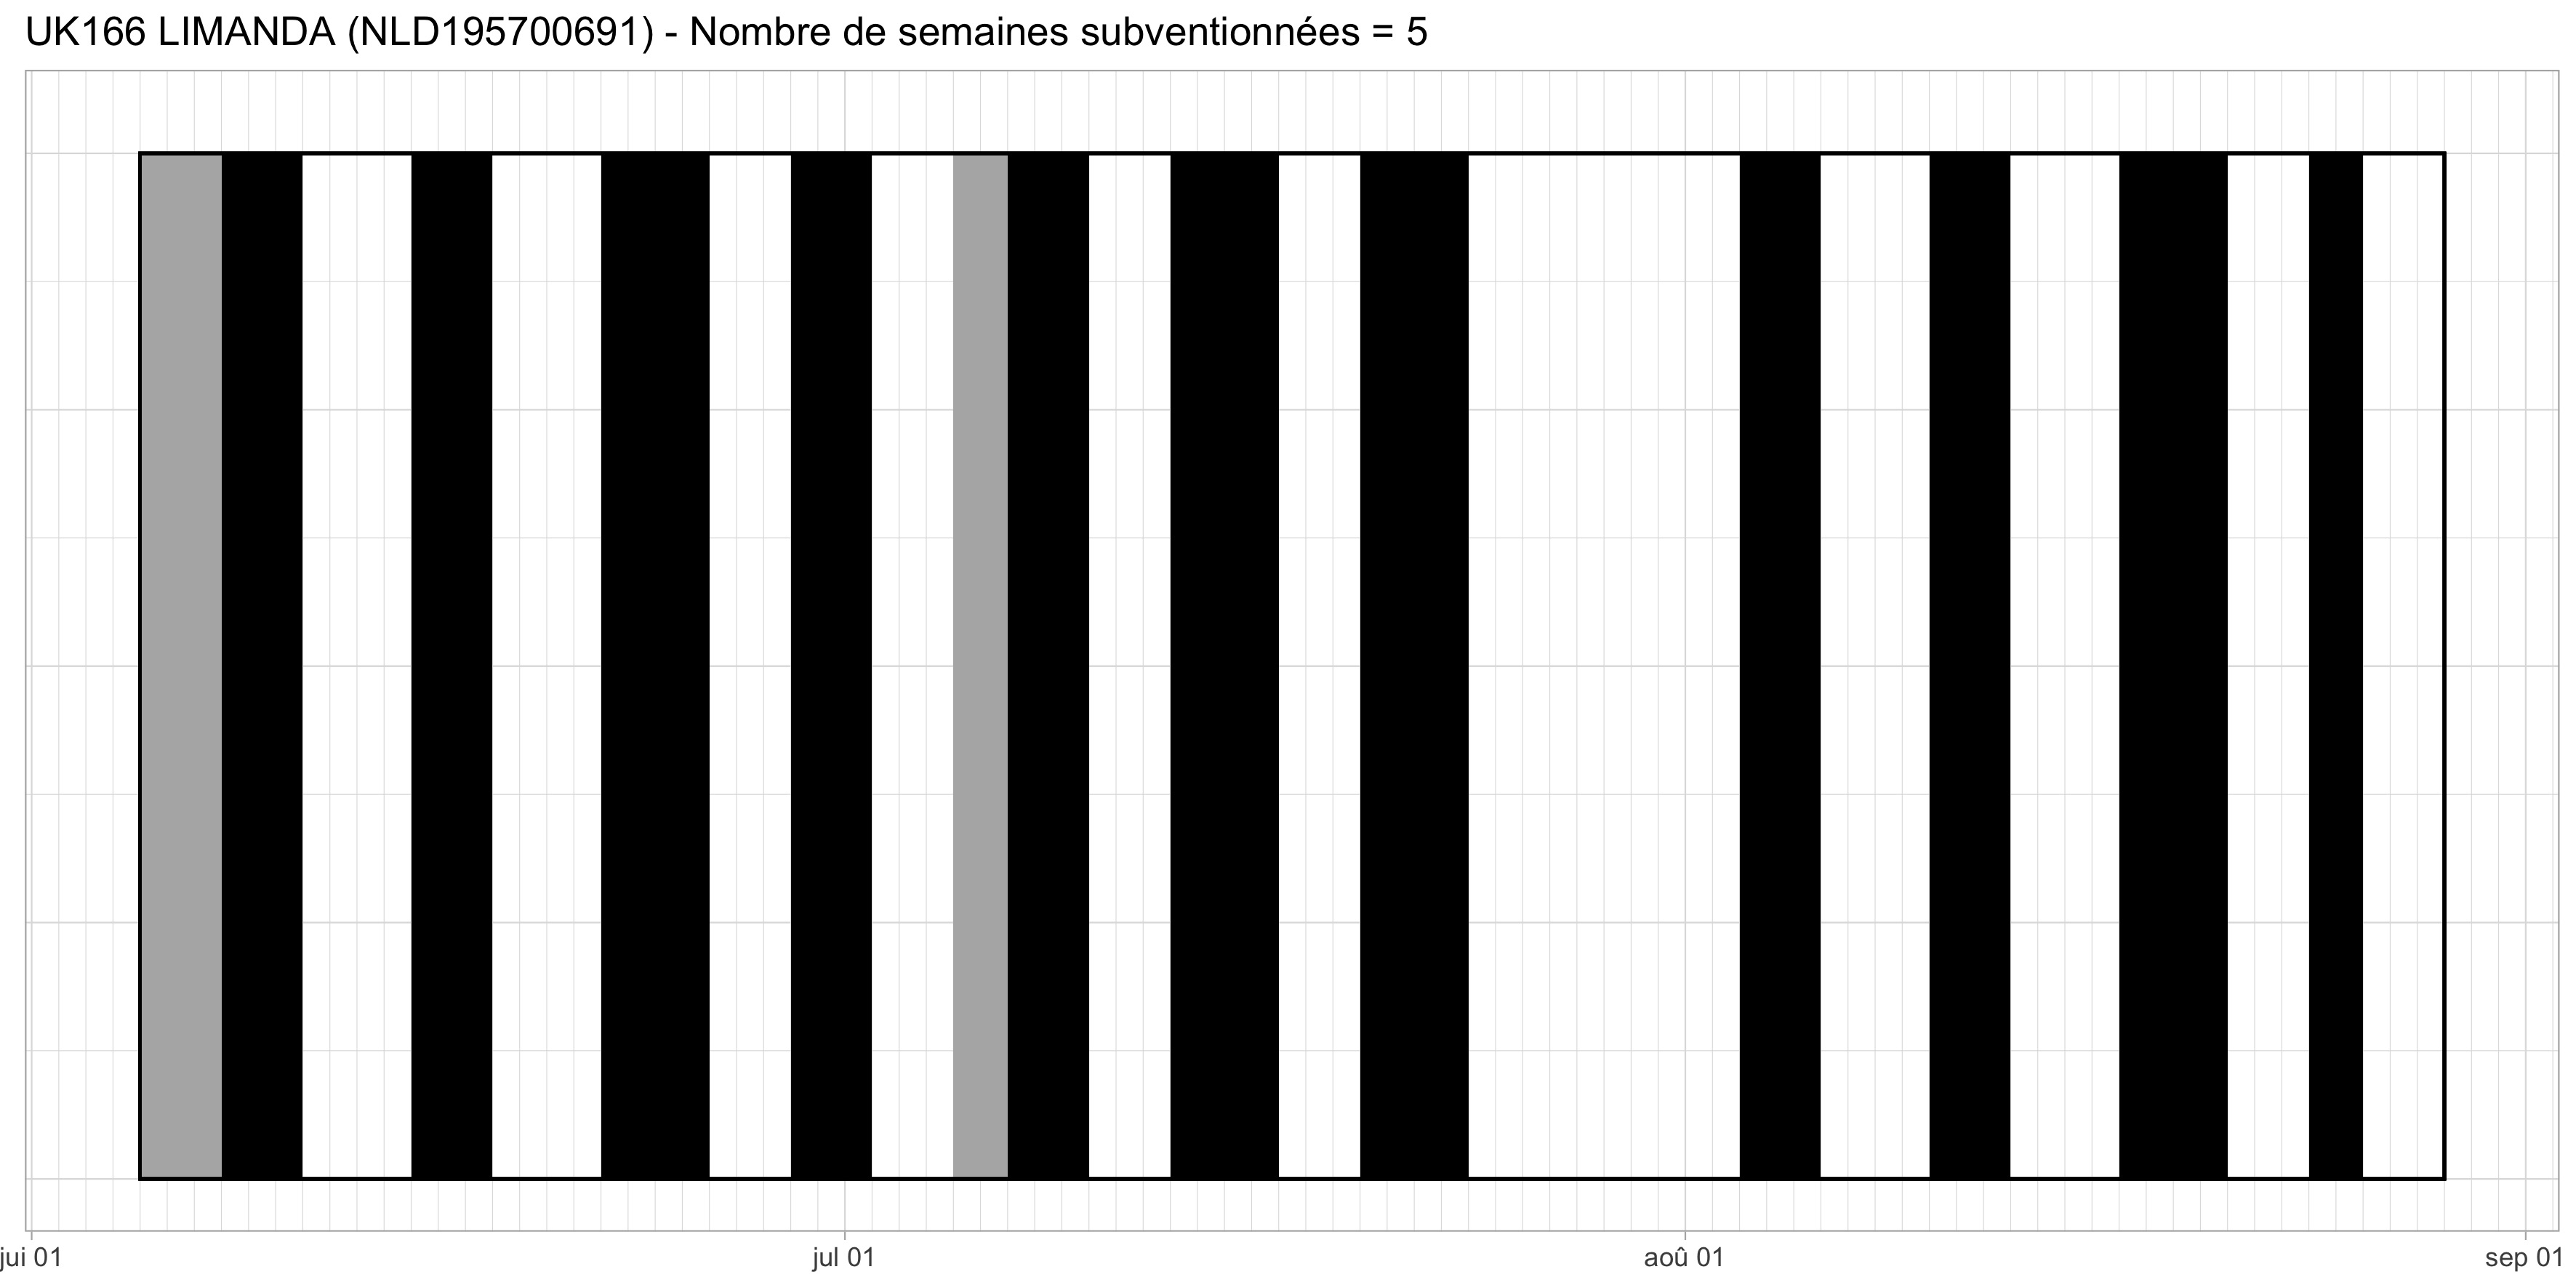 UK166 LIMANDA (NLD195700691) - Nombre de semaines subventionnées = 5
jui 01 jul 01 aoû 01 sep 01